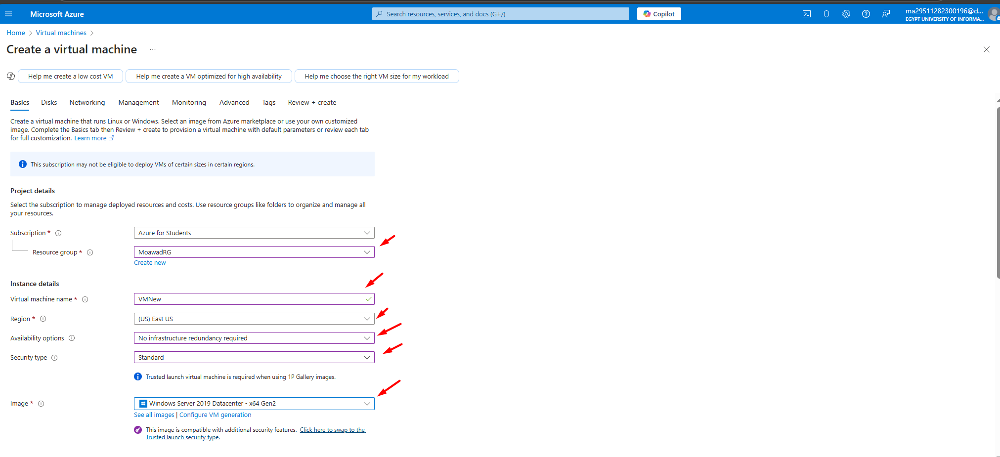 Microsoft Azure
Search resources, services, and docs (G+/)
Copilot
ma29511282300196@d...
EGYPT UNIVERSITY OF INFORMA...
Home > Virtual machines >
Create a virtual machine ...
Help me create a low cost VM
Help me create a VM optimized for high availability
Help me choose the right VM size for my workload
Basics Disks Networking Management Monitoring Advanced Tags Review + create
Create a virtual machine that runs Linux or Windows. Select an image from Azure marketplace or use your own customized
image. Complete the Basics tab then Review + create to provision a virtual machine with default parameters or review each tab
for full customization. Learn more
This subscription may not be eligible to deploy VMs of certain sizes in certain regions.
Project details
Select the subscription to manage deployed resources and costs. Use resource groups like folders to organize and manage all
your resources.
Subscription * Azure for Students
Resource group * MoawadRG
Create new
Instance details
Virtual machine name * VMNew
Region * (US) East US
Availability options No infrastructure redundancy required
Security type Standard
Trusted launch virtual machine is required when using 1P Gallery images.
Image * Windows Server 2019 Datacenter - x64 Gen2
See all images | Configure VM generation
This image is compatible with additional security features. Click here to swap to the
Trusted launch security type.